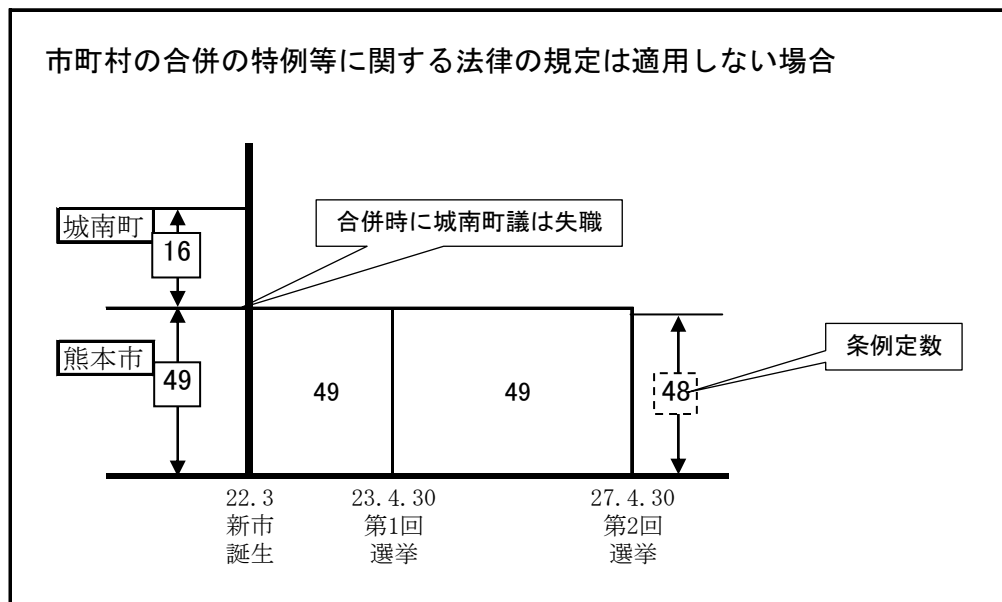 市町村の合併の特例等に関する法律の規定は適用しない場合
合併時に城南町議は失職
城南町
16
条例定数
熊本市
49
49
49
48
22.3
新市
誕生
23.4.30
第1回
選挙
27.4.30
第2回
選挙